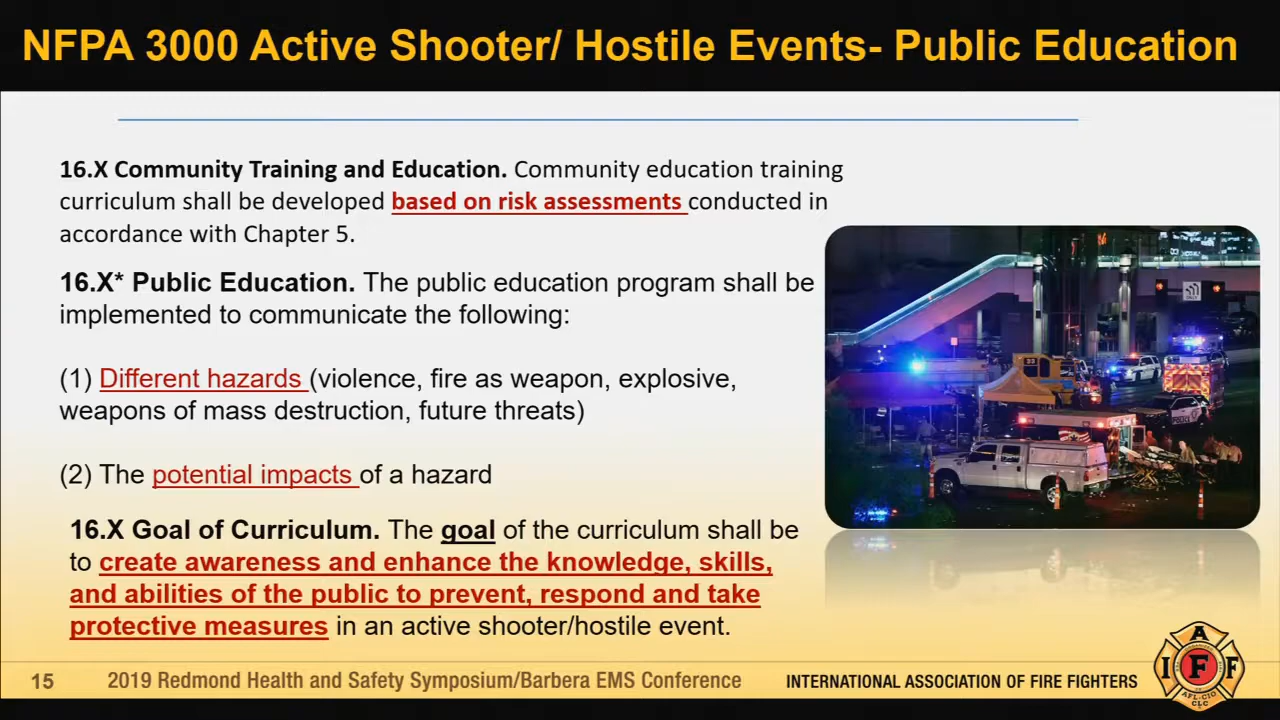 NFPA 3000 Active Shooter/ Hostile Events- Public Education
16.X Community Training and Education. Community education training
curriculum shall be developed based on risk assessments conducted in
accordance with Chapter 5.
16.X* Public Education. The public education program shall be
implemented to communicate the following:
(1) Different hazards (violence, fire as weapon, explosive,
weapons of mass destruction, future threats)
(2) The potential impacts of a hazard
16.X Goal of Curriculum. The goal of the curriculum shall be
to create awareness and enhance the knowledge, skills,
and abilities of the public to prevent, respond and take
protective measures in an active shooter/hostile event.
15
2019 Redmond Health and Safety Symposium/Barbera EMS Conference
INTERNATIONAL ASSOCIATION OF FIRE FIGHTERS
A
I F F
AFL-CIO
CLC